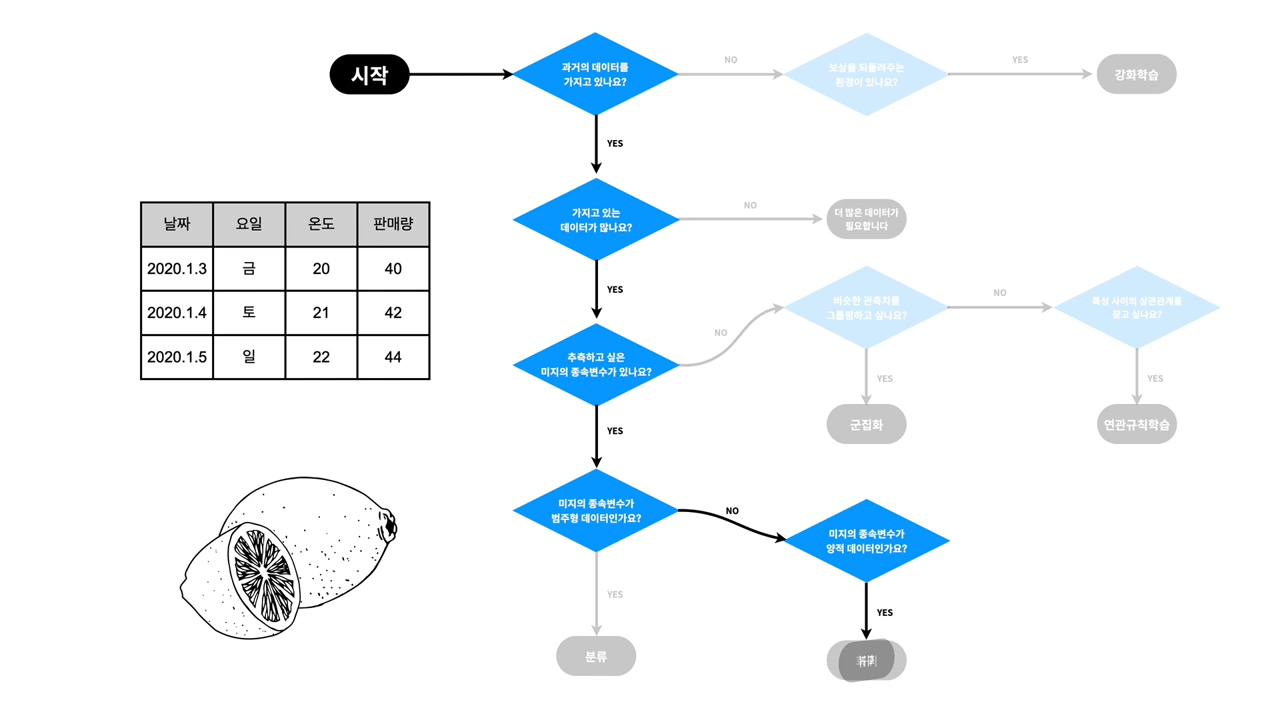 시작
과거의 데이터를
가지고 있나요?
NO
보상을 되돌려주는
환경이 있나요?
YES
강화학습
YES
날짜 요일 온도 판매량
2020.1.3 금 20 40
2020.1.4 토 21 42
2020.1.5 일 22 44
가지고 있는
데이터가 많나요?
NO
더 많은 데이터가
필요합니다
YES
추측하고 싶은
미지의 종속변수가 있나요?
NO
비슷한 관측치를
그룹핑하고 싶나요?
NO
특성 사이의 상관관계를
찾고 싶나요?
YES
군집화
YES
연관규칙학습
YES
미지의 종속변수가
범주형 데이터인가요?
NO
미지의 종속변수가
양적 데이터인가요?
YES
분류
YES